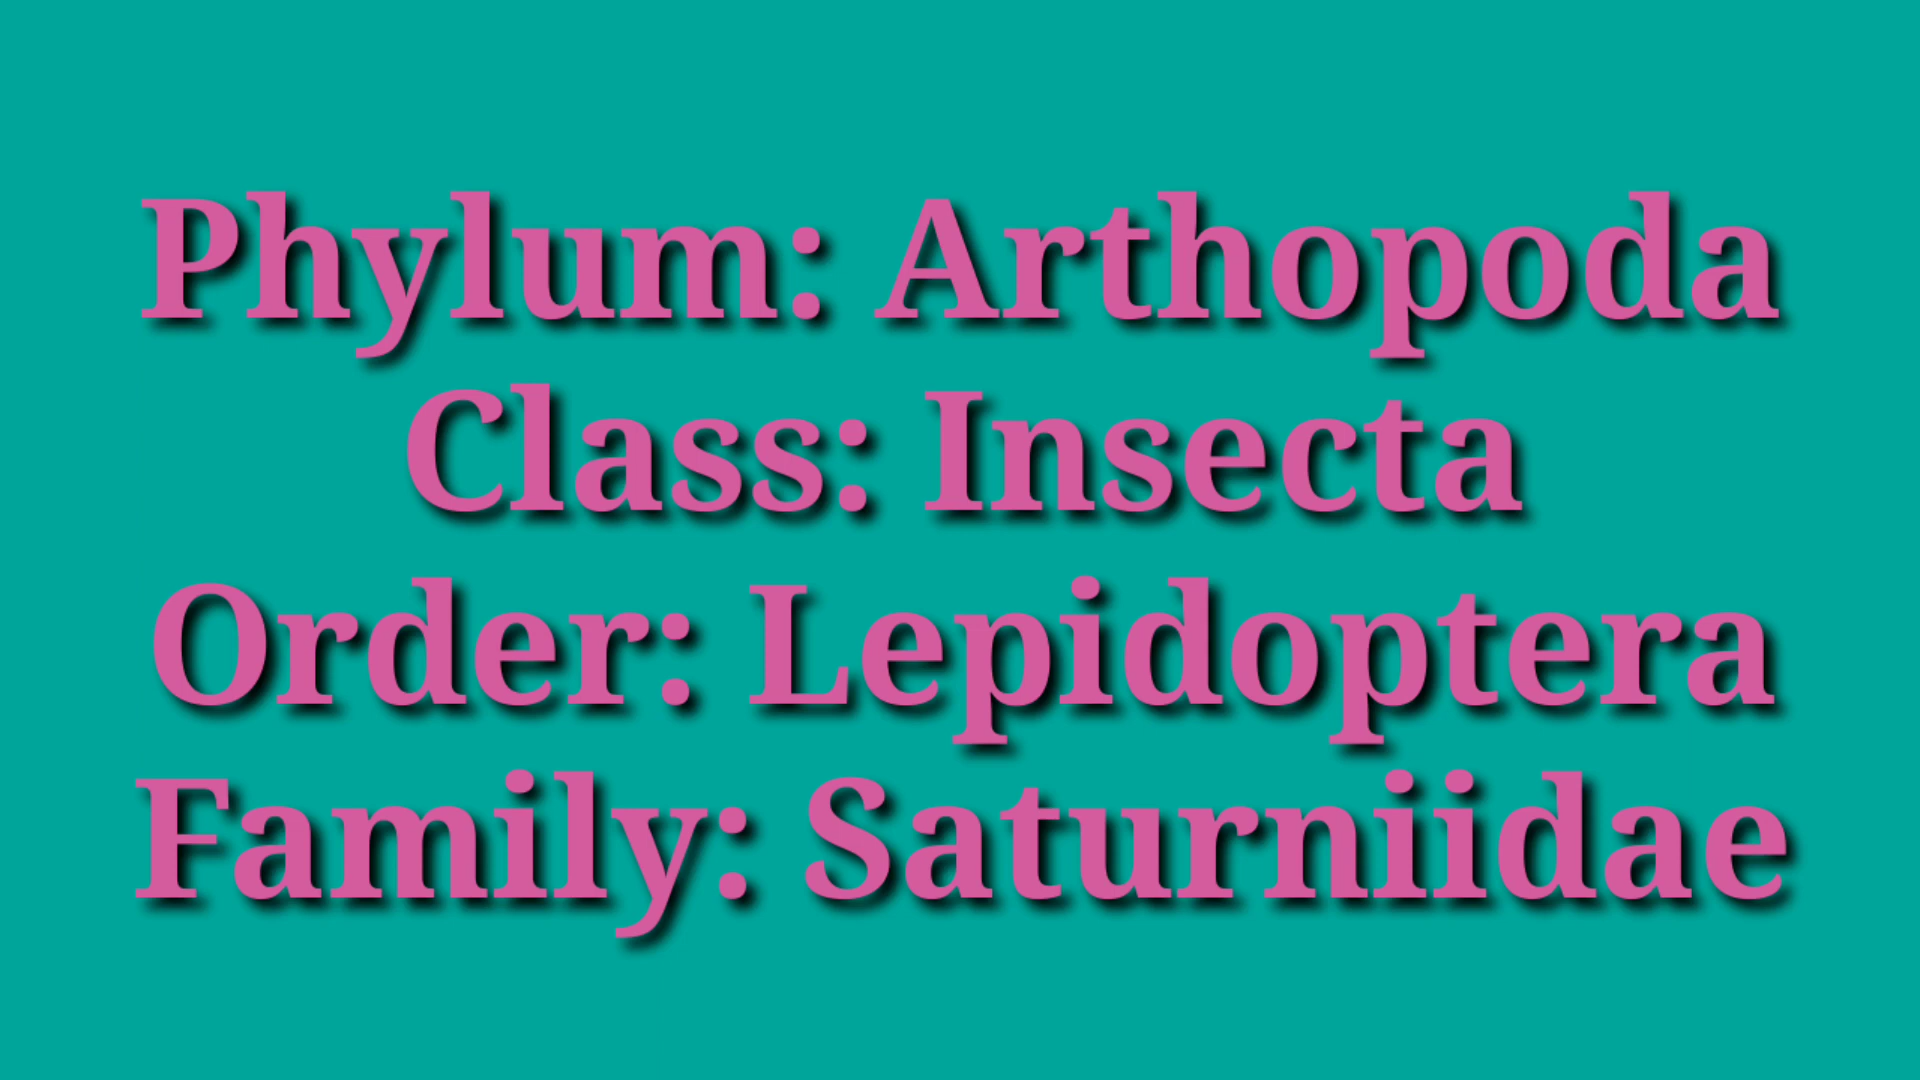 Phylum: Arthopoda
Class: Insecta
Order: Lepidoptera
Family: Saturniidae